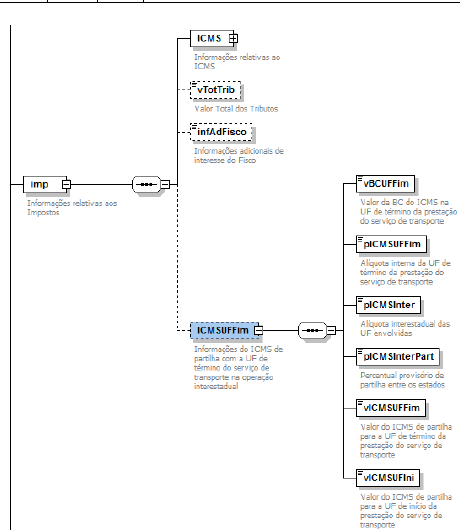 ICMS
Informações relativas ao
ICMS
vTotTrib
Valor Total dos Tributos
infAdFisco
Informações adicionais de
interesse do Fisco
imp
Informações relativas aos
Impostos
vBCUFFim
Valor da BC do ICMS na
UF de término da prestação
do serviço de transporte
pICMSUFFim
Alíquota interna da UF de
término da prestação do
serviço de transporte
pICMSInter
Alíquota interestadual das
UF envolvidas
ICMSUFFim
Informações do ICMS de
partilha com a UF de
término do serviço de
transporte na operação
interestadual
pICMSInterPart
Percentual provisório de
partilha entre os estados
vICMSUFFim
Valor do ICMS de partilha
para a UF de término da
prestação do serviço de
transporte
vICMSUFIni
Valor do ICMS de partilha
para a UF de início da
prestação do serviço de
transporte